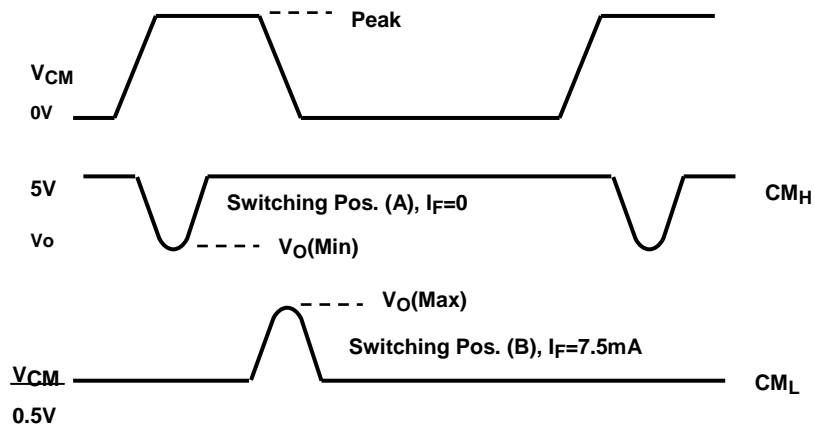 Peak
VCM
0V
5V
CMH
Switching Pos. (A), IF=0
Vo
VO(Min)
VO(Max)
Switching Pos. (B), IF=7.5mA
VCM
CML
0.5V